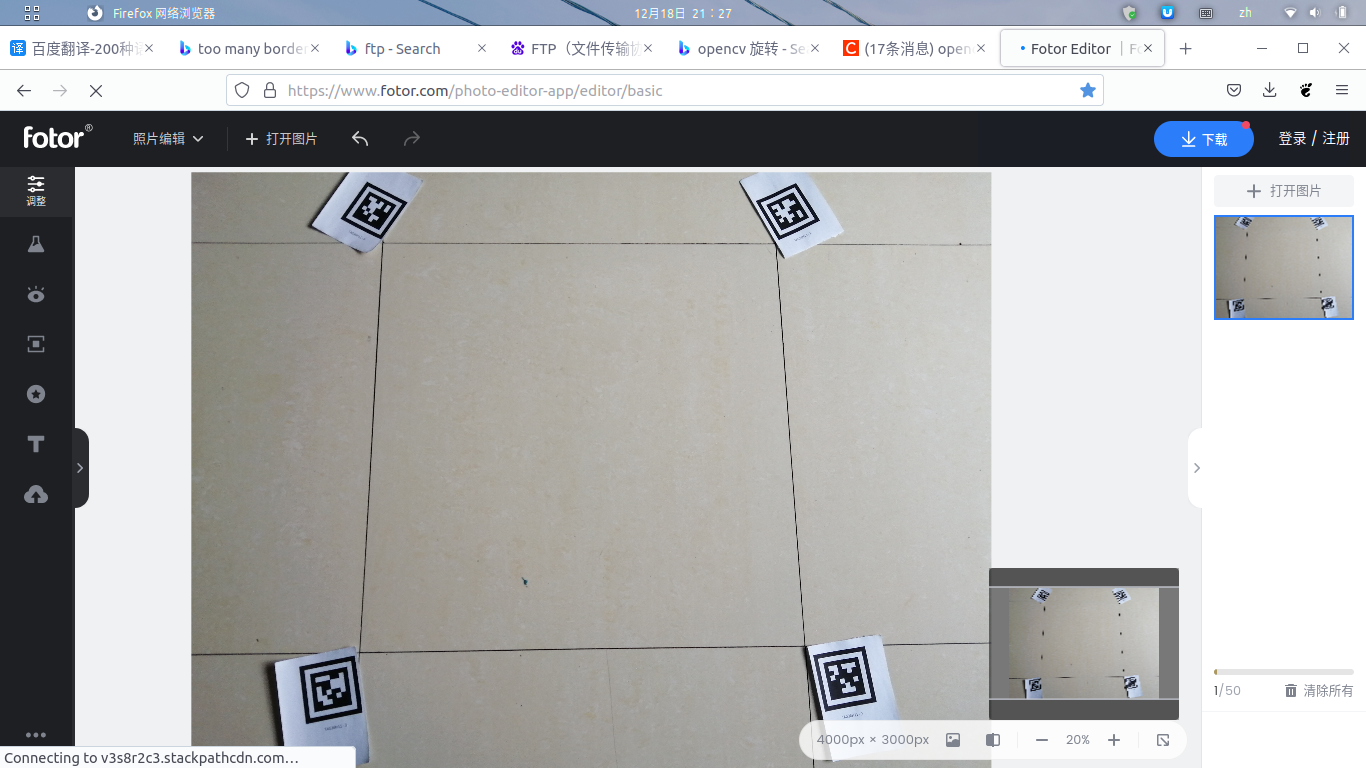 Firefox 网络浏览器
12月18日 21：27
zh
百度翻译-200种语
too many border
ftp - Search
FTP（文件传输协
opencv 旋转 - Se
(17条消息) openc
Fotor Editor | Fo
https://www.fotor.com/photo-editor-app/editor/basic
fotor®
照片编辑
打开图片
下载
登录 / 注册
调整
打开图片
1/50
清除所有
4000px × 3000px
20%
Connecting to v3s8r2c3.stackpathcdn.com…